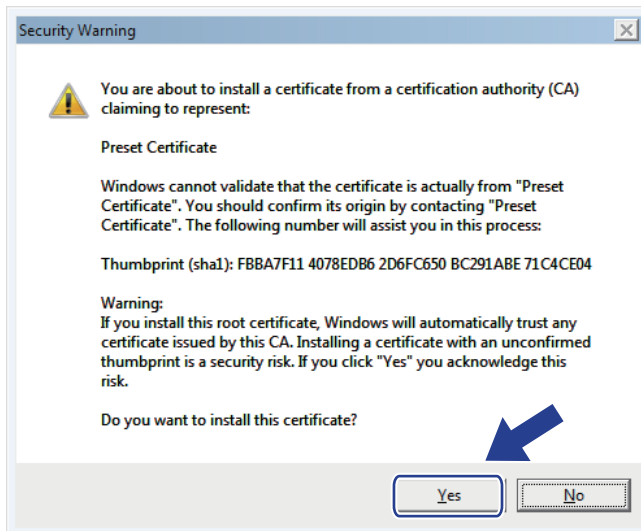 Security Warning
You are about to install a certificate from a certification authority (CA)
claiming to represent:
Preset Certificate
Windows cannot validate that the certificate is actually from "Preset
Certificate". You should confirm its origin by contacting "Preset
Certificate". The following number will assist you in this process:
Thumbprint (sha1): FBBA7F11 4078EDB6 2D6FC650 BC291ABE 71C4CE04
Warning:
If you install this root certificate, Windows will automatically trust any
certificate issued by this CA. Installing a certificate with an unconfirmed
thumbprint is a security risk. If you click "Yes" you acknowledge this
risk.
Do you want to install this certificate?
Yes
No